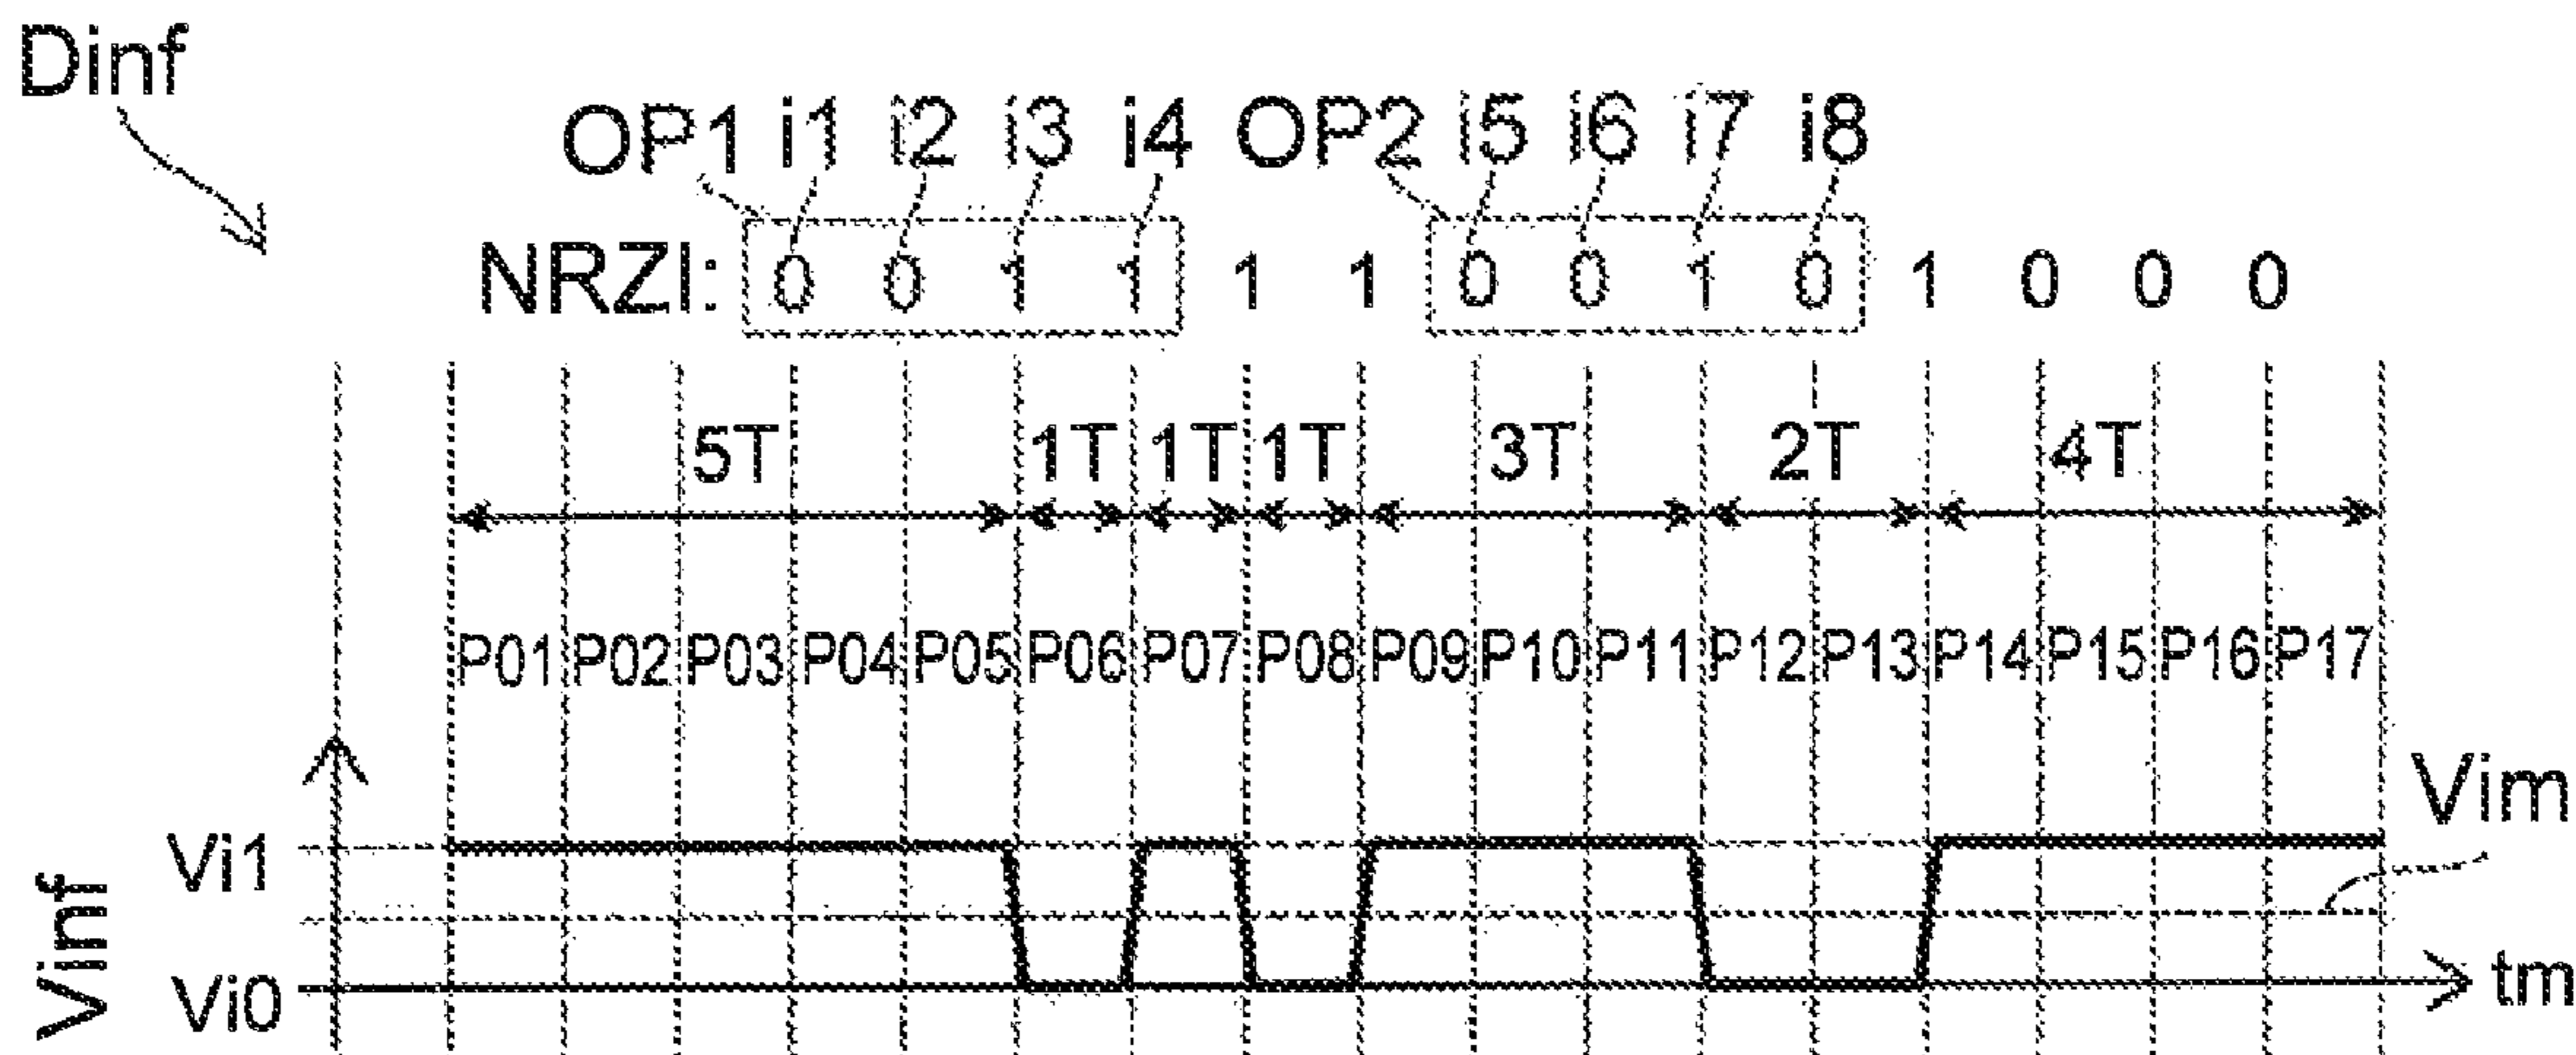 Dinf
OP1 i1 i2 i3 i4 OP2 i5 i6 i7 i8
NRZI: 0 0 1 1 1 1 0 0 1 0 1 0 0 0
5T 1T 1T 1T 3T 2T 4T
P01 P02 P03 P04 P05 P06 P07 P08 P09 P10 P11 P12 P13 P14 P15 P16 P17
Vim
Vi1
Vinf
Vi0
tm